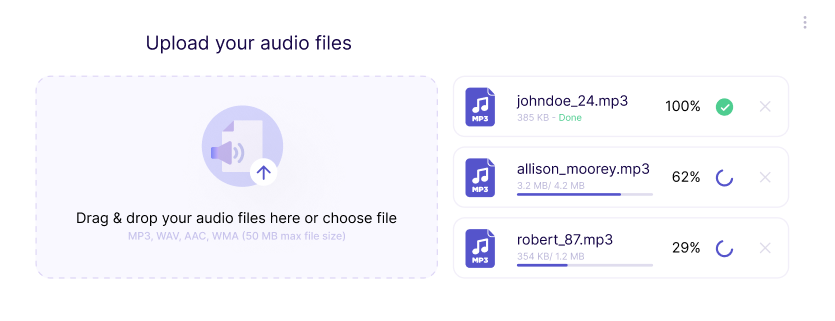 Upload your audio files
Drag & drop your audio files here or choose file
MP3, WAV, AAC, WMA (50 MB max file size)
MP3
johndoe_24.mp3
385 KB - Done
100%
MP3
allison_moorey.mp3
3.2 MB/ 4.2 MB
62%
MP3
robert_87.mp3
354 KB/ 1.2 MB
29%